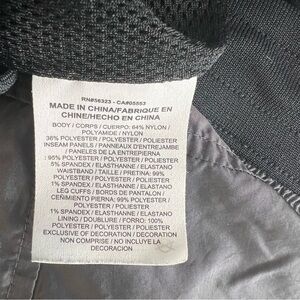 RN#56323 - CA#05553
MADE IN CHINA/FABRIQUE EN
CHINE/HECHO EN CHINA
BODY / CORPS / CUERPO: 64% NYLON /
POLYAMIDE / NYLON
36% POLYESTER / POLYESTER / POLIESTER
INSEAM PANELS / PANNEAUX D'ENTREJAMBE
/ PANELES DE LA ENTREPIERNA
: 95% POLYESTER / POLYESTER / POLIESTER
5% SPANDEX / ELASTHANNE / ELASTANO
WAISTBAND / TAILLE / PRETINA: 99%
POLYESTER / POLYESTER / POLIESTER
1% SPANDEX / ELASTHANNE / ELASTANO
LEG CUFFS / BORDS DE PANTALON /
CENIMIENTO PIERNA: 99% POLYESTER /
POLYESTER / POLIESTER
1% SPANDEX / ELASTHANNE / ELASTANO
LINING / DOUBLURE / FORRO: 100%
POLYESTER / POLYESTER / POLIESTER
EXCLUSIVE OF DECORATION / DECORATION
NON COMPRISE / NO INCLUYE LA
DECORACION